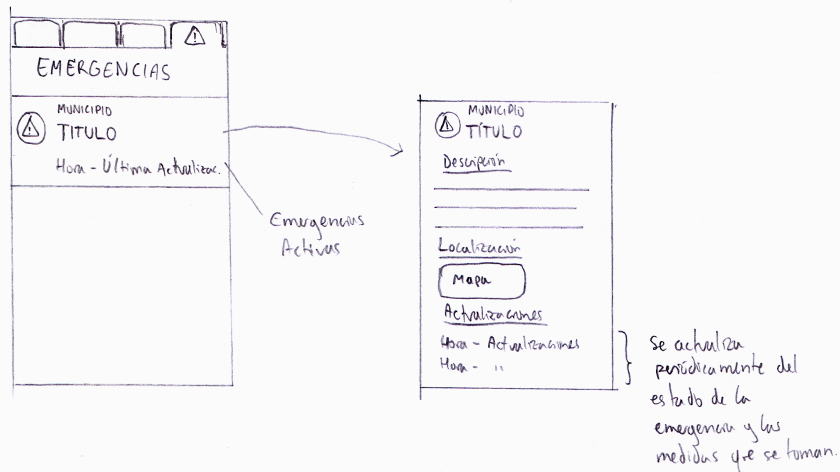 EMERGENCIAS
MUNICIPIO
TITULO
Hora - Última Actualizac.
Emergencias
Activas
MUNICIPIO
TÍTULO
Descripción
Localización
Mapa
Actualizaciones
Hora - Actualizaciones
Hora - "
Se actualiza
periódicamente del
estado de la
emergencia y las
medidas que se toman.